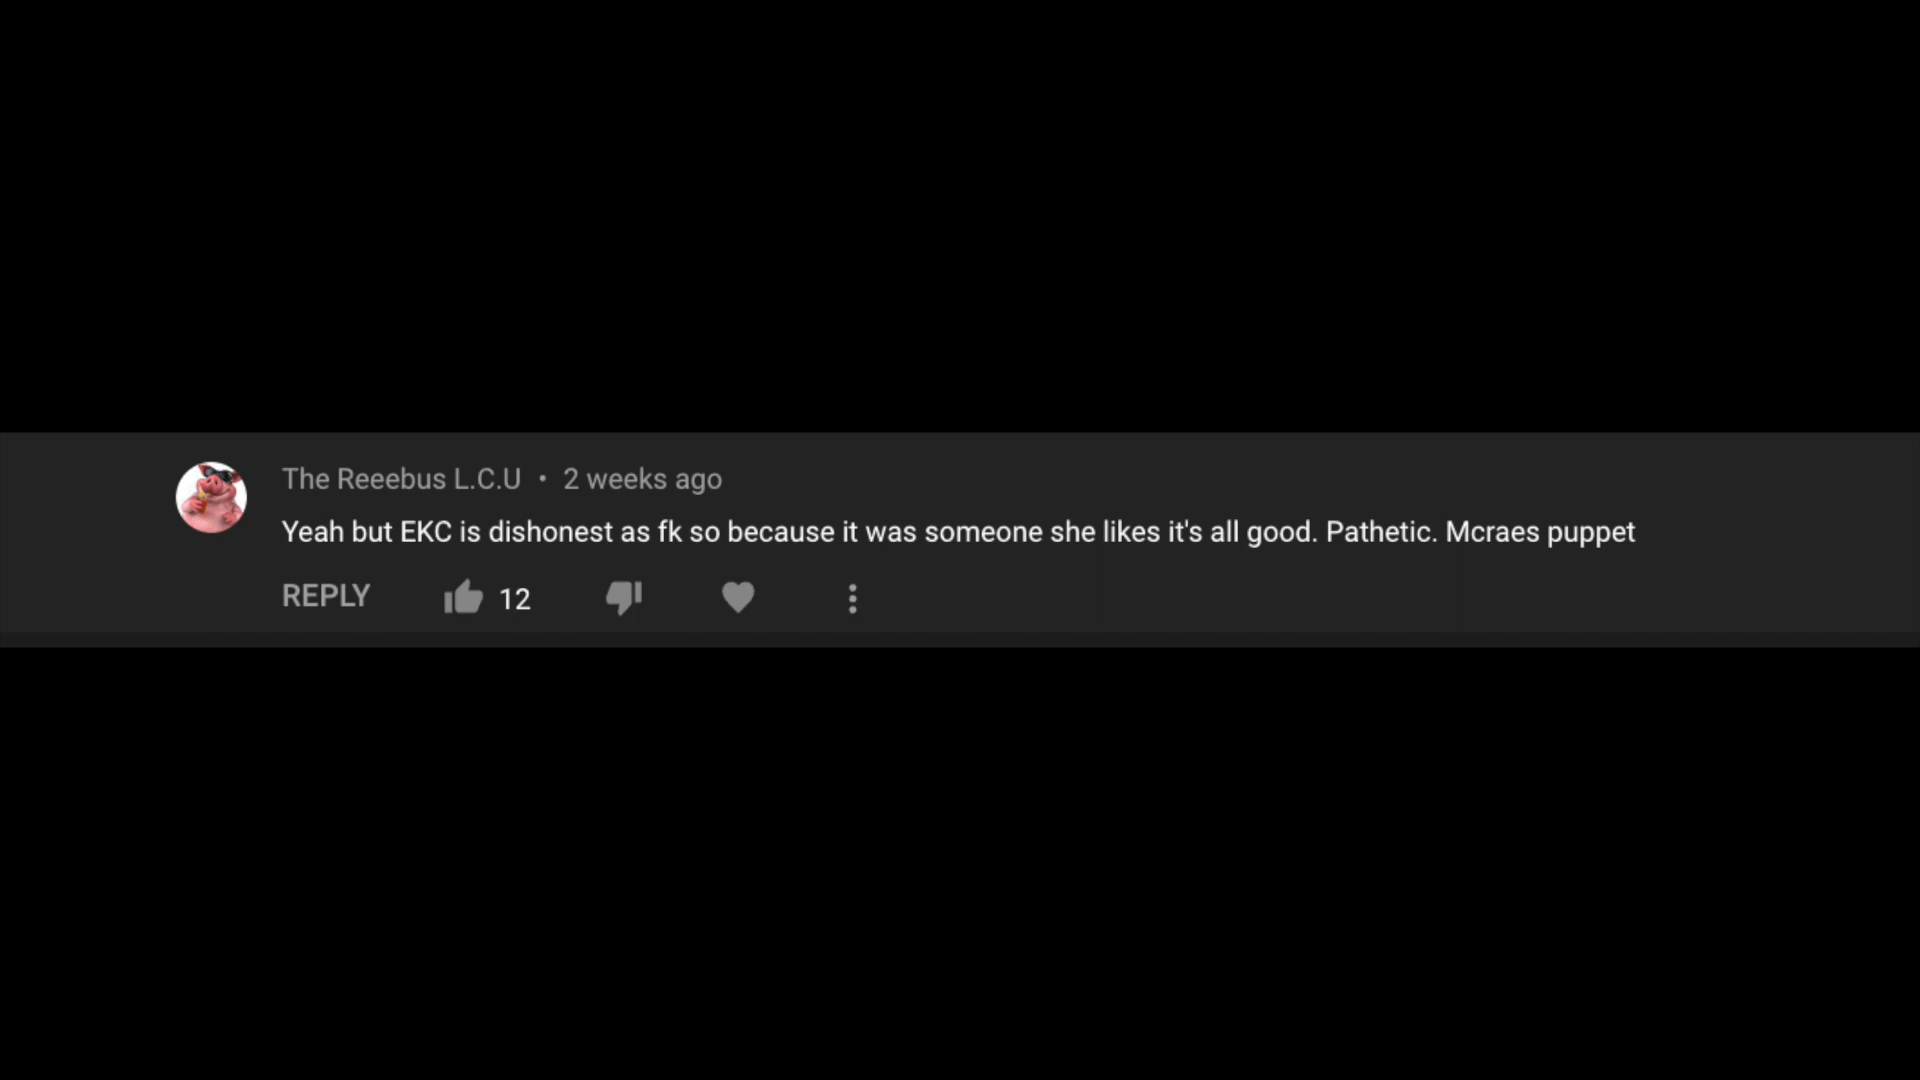 The Reeebus L.C.U • 2 weeks ago
Yeah but EKC is dishonest as fk so because it was someone she likes it's all good. Pathetic. Mcraes puppet
REPLY 12